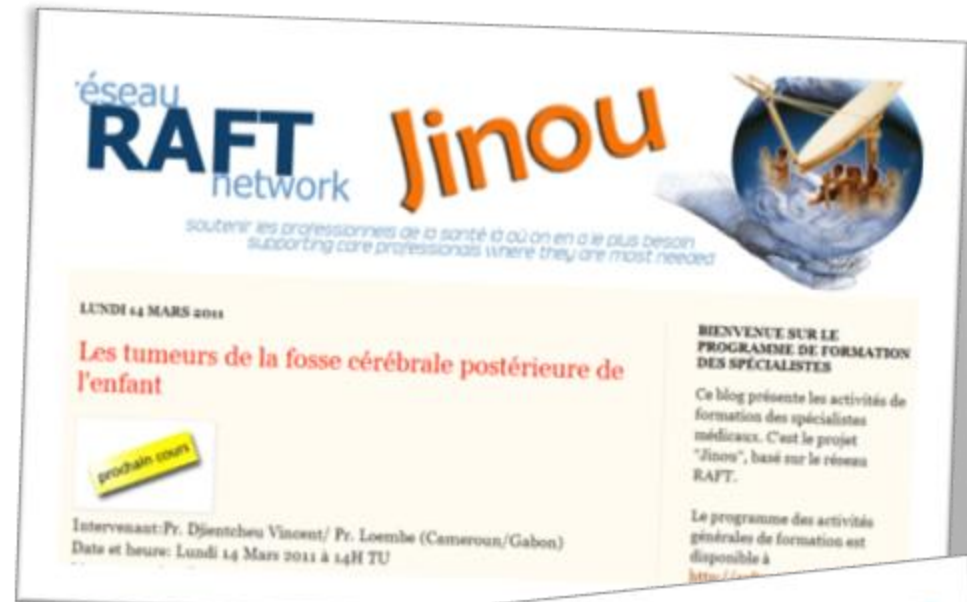 réseau
RAFT
network
Jinou
soutenir les professionnels de la santé là où on en a le plus besoin
supporting care professionals where they are most needed
LUNDI 14 MARS 2011
Les tumeurs de la fosse cérébrale postérieure de
l'enfant
prochain cours
Intervenant:Pr. Djientcheu Vincent/ Pr. Loembe (Cameroun/Gabon)
Date et heure: Lundi 14 Mars 2011 à 14H TU
BIENVENUE SUR LE
PROGRAMME DE FORMATION
DES SPÉCIALISTES
Ce blog présente les activités de
formation des spécialistes
médicaux. C'est le projet
"Jinou", basé sur le réseau
RAFT.
Le programme des activités
générales de formation est
disponible à